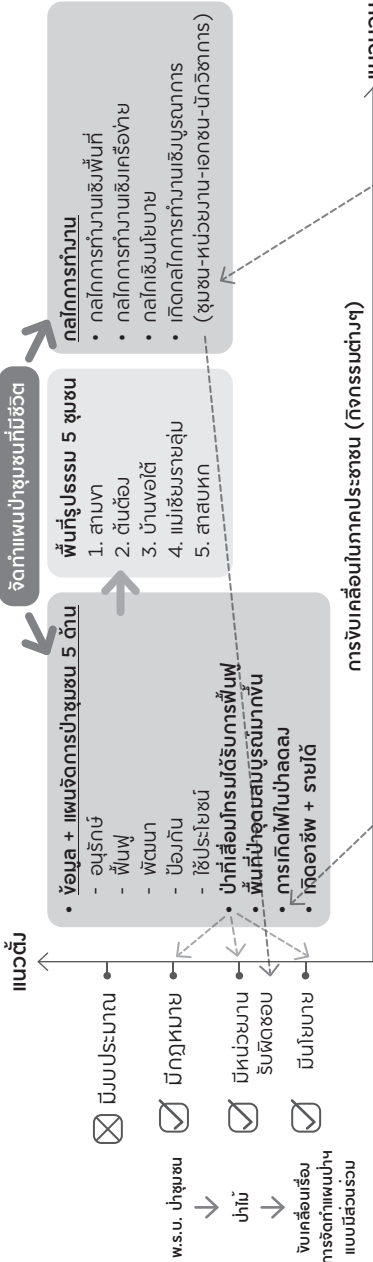 จัดทำแผนป่าชุมชนที่มีชีวิต
แนวตั้ง
• ข้อมูล + แผนจัดการป่าชุมชน 5 ด้าน
- อนุรักษ์
- ฟื้นฟู
- พัฒนา
- ป้องกัน
- ใช้ประโยชน์
• ป่าที่เสื่อมโทรมได้รับการฟื้นฟู
• พื้นที่ป่าอุดมสมบูรณ์มากขึ้น
• การเกิดไฟในป่าลดลง
• เกิดอาชีพ + รายได้
พื้นที่รูปธรรม 5 ชุมชน
1. สามขา
2. ต้นต้อง
3. บ้านขอใต้
4. แม่เชียงรายลุ่ม
5. สาสบหก
กลไกการทำงาน
• กลไกการทำงานเชิงพื้นที่
• กลไกการทำงานเชิงเครือข่าย
• กลไกเชิงนโยบาย
• เกิดกลไกการทำงานเชิงบูรณาการ
(ชุมชน-หน่วยงาน-เอกชน-นักวิชาการ)
มีงบประมาณ
มีกฎหมาย
มีหน่วยงาน
รับผิดชอบ
มีนโยบาย
พ.ร.บ. ป่าชุมชน
ป่าไม้
ขับเคลื่อนเรื่อง
การจัดทำแผนป่าฯ
แบบมีส่วนร่วม
การขับเคลื่อนในภาคประชาชน (กิจกรรมต่างๆ)
แนวนอน